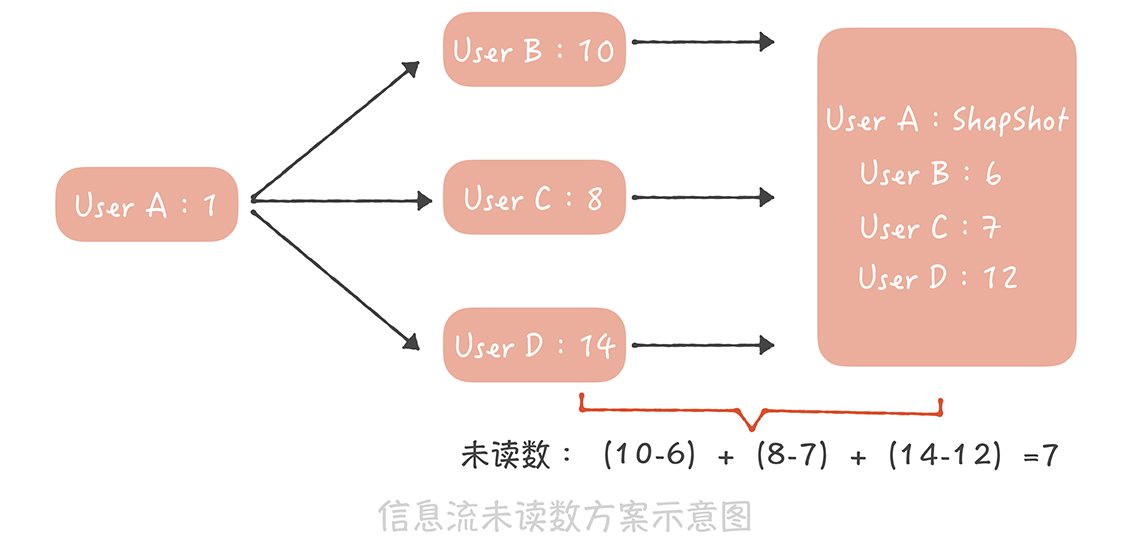 User A : 1
User B : 10
User C : 8
User D : 14
User A : ShapShot
User B : 6
User C : 7
User D : 12
未读数： (10-6) + (8-7) + (14-12) =7
信息流未读数方案示意图